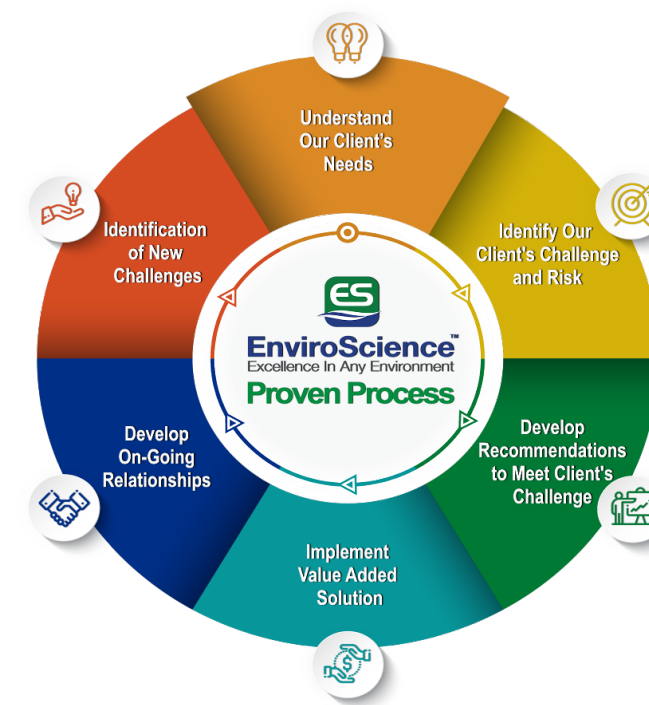 Understand
Our Client's
Needs
Identify Our
Client's Challenge
and Risk
Develop
Recommendations
to Meet Client's
Challenge
Implement
Value Added
Solution
Develop
On-Going
Relationships
Identification
of New
Challenges
ES
EnviroScience™
Excellence In Any Environment
Proven Process
$